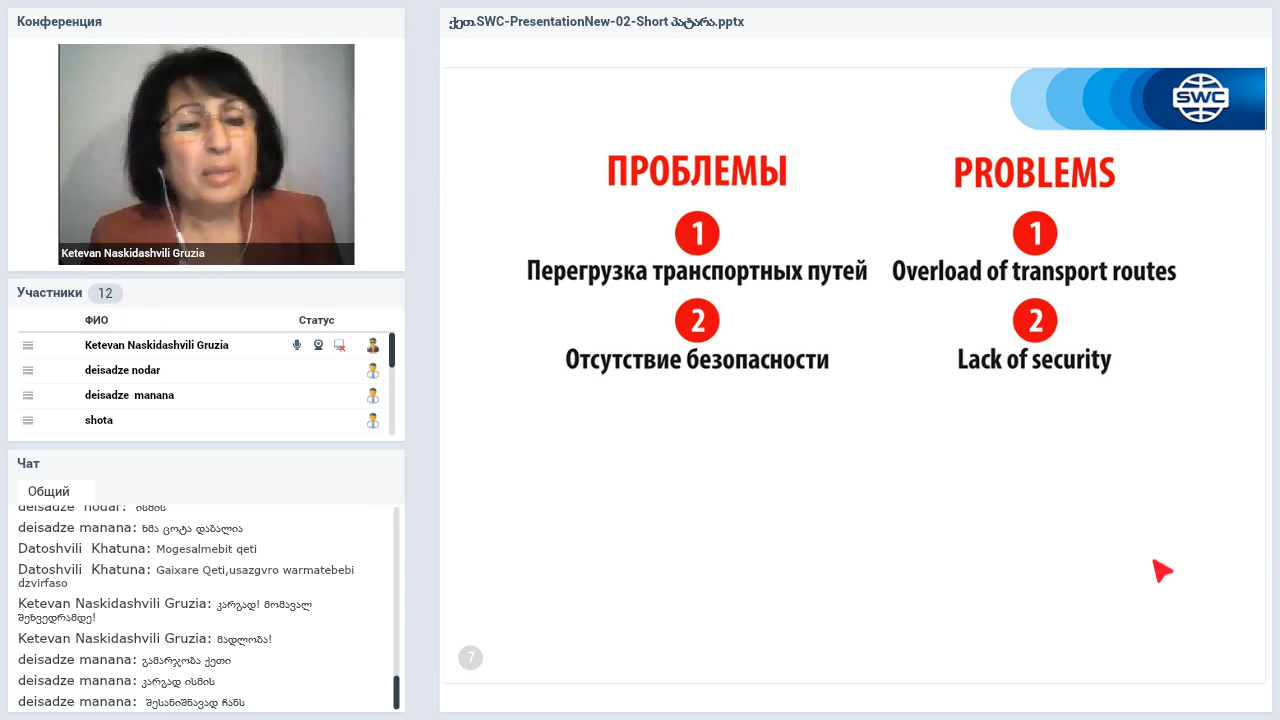 Конференция
Ketevan Naskidashvili Gruzia
Участники 12
ФИО Статус
Ketevan Naskidashvili Gruzia
deisadze nodar
deisadze manana
shota
Чат
Общий
deisadze nodar: ისმის
deisadze manana: ხმა ცოტა დაბალია
Datoshvili Khatuna: Mogesalmebit qeti
Datoshvili Khatuna: Gaixare Qeti,usazgvro warmatebebi
dzvirfaso
Ketevan Naskidashvili Gruzia: კარგად! მომავალ
შეხვედრამდე!
Ketevan Naskidashvili Gruzia: მადლობა!
deisadze manana: გამარჯობა ქეთი
deisadze manana: კარგად ისმის
deisadze manana: შესანიშნავად ჩანს
ქეთ.SWC-PresentationNew-02-Short პატარა.pptx
SWC
ПРОБЛЕМЫ
1
Перегрузка транспортных путей
2
Отсутствие безопасности
PROBLEMS
1
Overload of transport routes
2
Lack of security
7